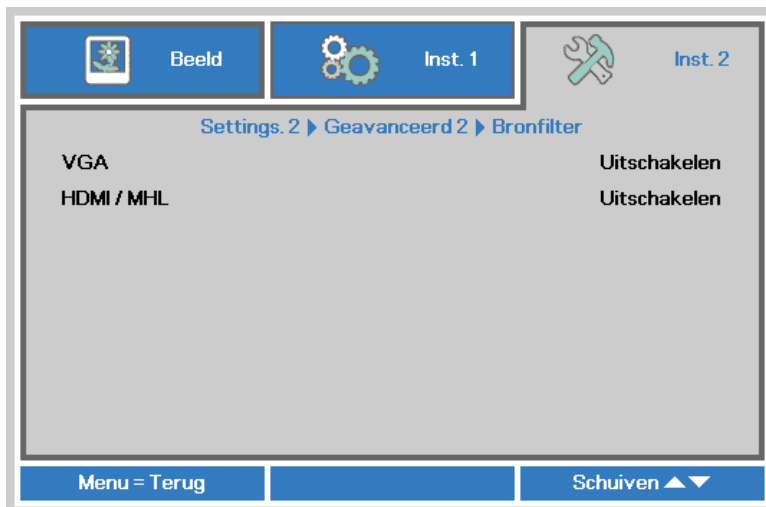 Beeld Inst. 1 Inst. 2
Settings. 2 ▶ Geavanceerd 2 ▶ Bronfilter
VGA Uitschakelen
HDMI / MHL Uitschakelen
Menu = Terug Schuiven ▲▼